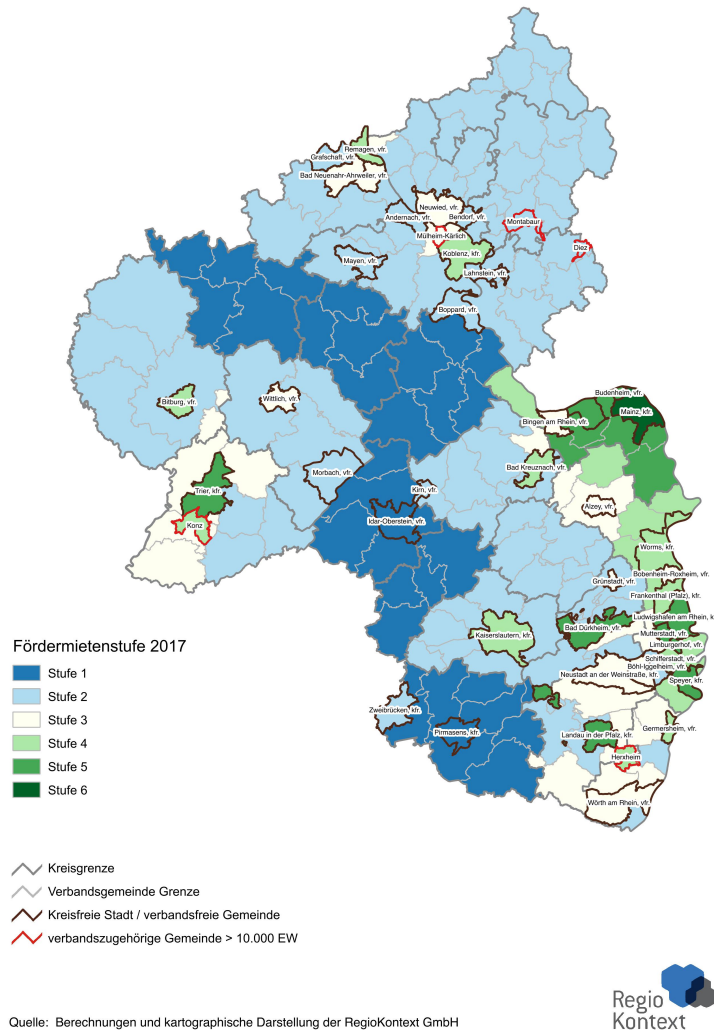 Remagen, vfr.
Grafschaft, vfr.
Bad Neuenahr-Ahrweiler, vfr.
Neuwied, vfr.
Andernach, vfr.
Bendorf, vfr.
Montabaur
Mülheim-Kärlich
Diez
Koblenz, kfr.
Mayen, vfr.
Lahnstein, vfr.
Boppard, vfr.
Budenheim, vfr.
Bitburg, vfr.
Wittlich, vfr.
Mainz, kfr.
Bingen am Rhein, vfr.
Bad Kreuznach, vfr.
Morbach, vfr.
Trier, kfr.
Kirn, vfr.
Alzey, vfr.
Konz
Idar-Oberstein, vfr.
Worms, kfr.
Bobenheim-Roxheim, vfr.
Grünstadt, vfr.
Frankenthal (Pfalz), kfr.
Ludwigshafen am Rhein, k
Bad Dürkheim, vfr.
Mutterstadt, vfr.
Kaiserslautern, kfr.
Limburgerhof, vfr.
Schifferstadt, vfr.
Böhl-Iggelheim, vfr.
Neustadt an der Weinstraße, kfr.
Speyer, kfr.
Zweibrücken, kfr.
Pirmasens, kfr.
Landau in der Pfalz, kfr.
Germersheim, vfr.
Herxheim
Wörth am Rhein, vfr.
Fördermietenstufe 2017
Stufe 1
Stufe 2
Stufe 3
Stufe 4
Stufe 5
Stufe 6
Kreisgrenze
Verbandsgemeinde Grenze
Kreisfreie Stadt / verbandsfreie Gemeinde
verbandszugehörige Gemeinde > 10.000 EW
Regio
Kontext
Quelle: Berechnungen und kartographische Darstellung der RegioKontext GmbH